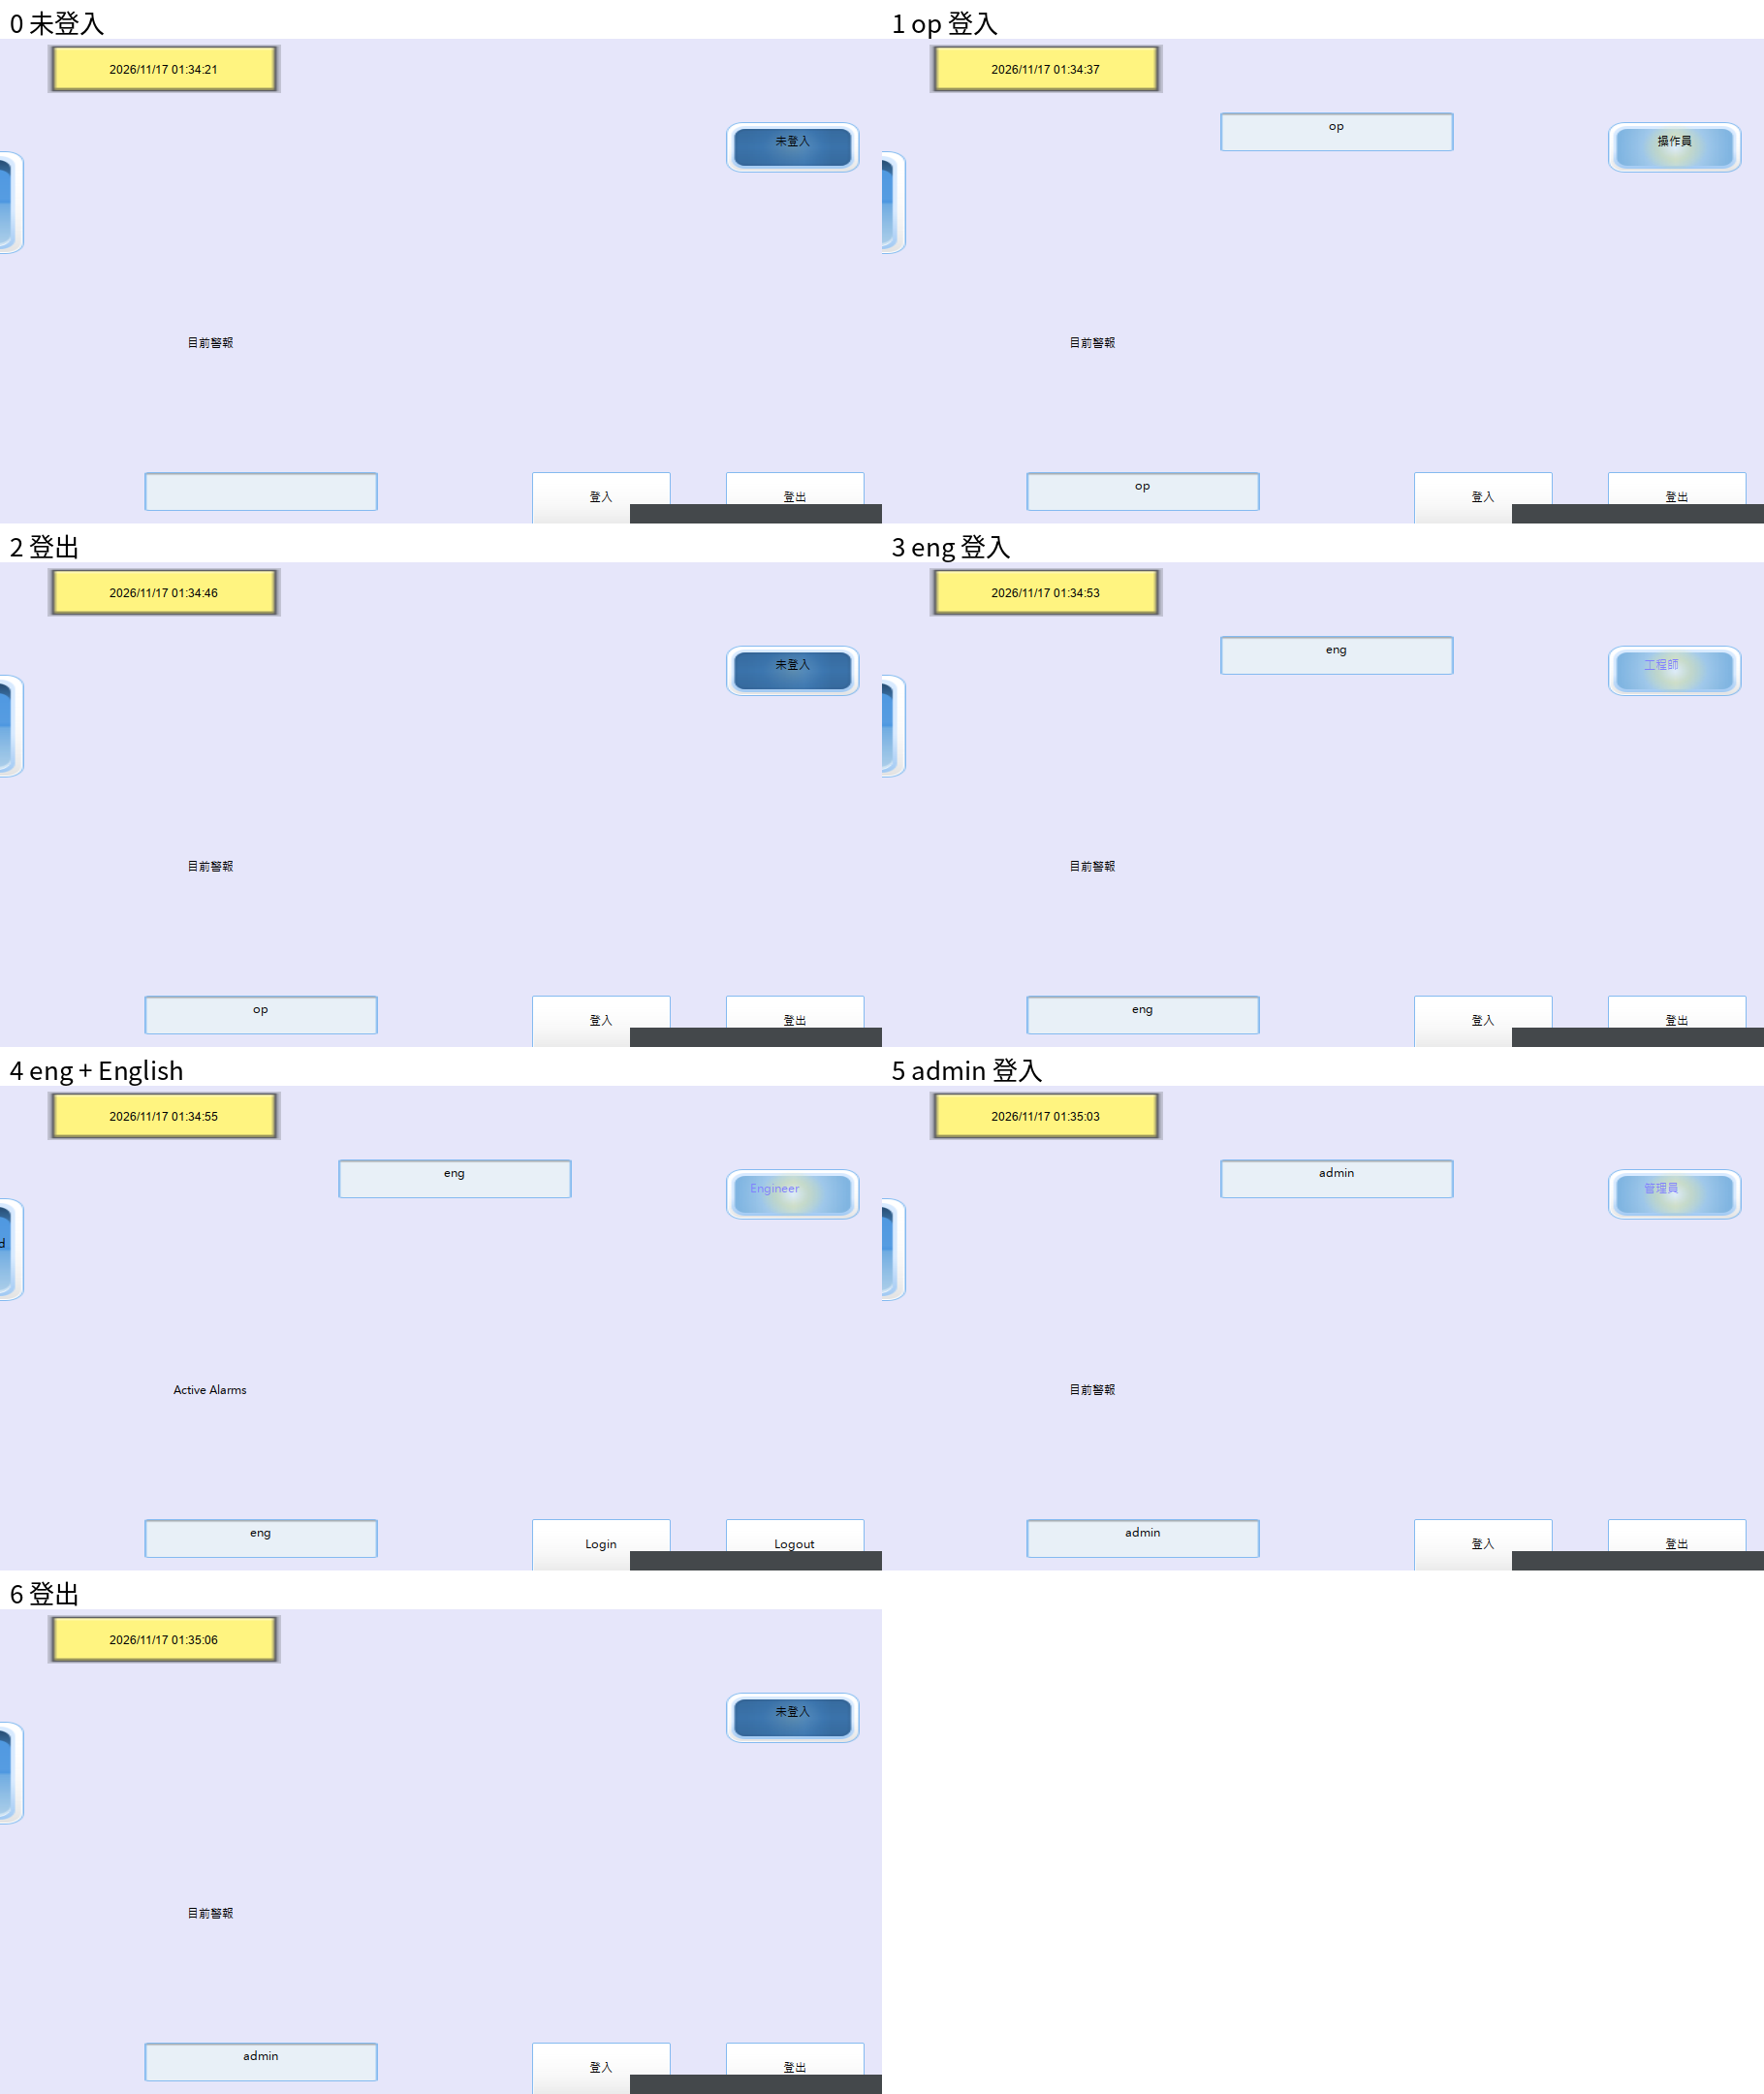 0 未登入
2026/11/17 01:34:21
未登入
目前警報
登入
登出
1 op 登入
2026/11/17 01:34:37
op
操作員
目前警報
op
登入
登出
2 登出
2026/11/17 01:34:46
未登入
目前警報
op
登入
登出
3 eng 登入
2026/11/17 01:34:53
eng
工程師
目前警報
eng
登入
登出
4 eng + English
2026/11/17 01:34:55
eng
Engineer
d
Active Alarms
eng
Login
Logout
5 admin 登入
2026/11/17 01:35:03
admin
管理員
目前警報
admin
登入
登出
6 登出
2026/11/17 01:35:06
未登入
目前警報
admin
登入
登出